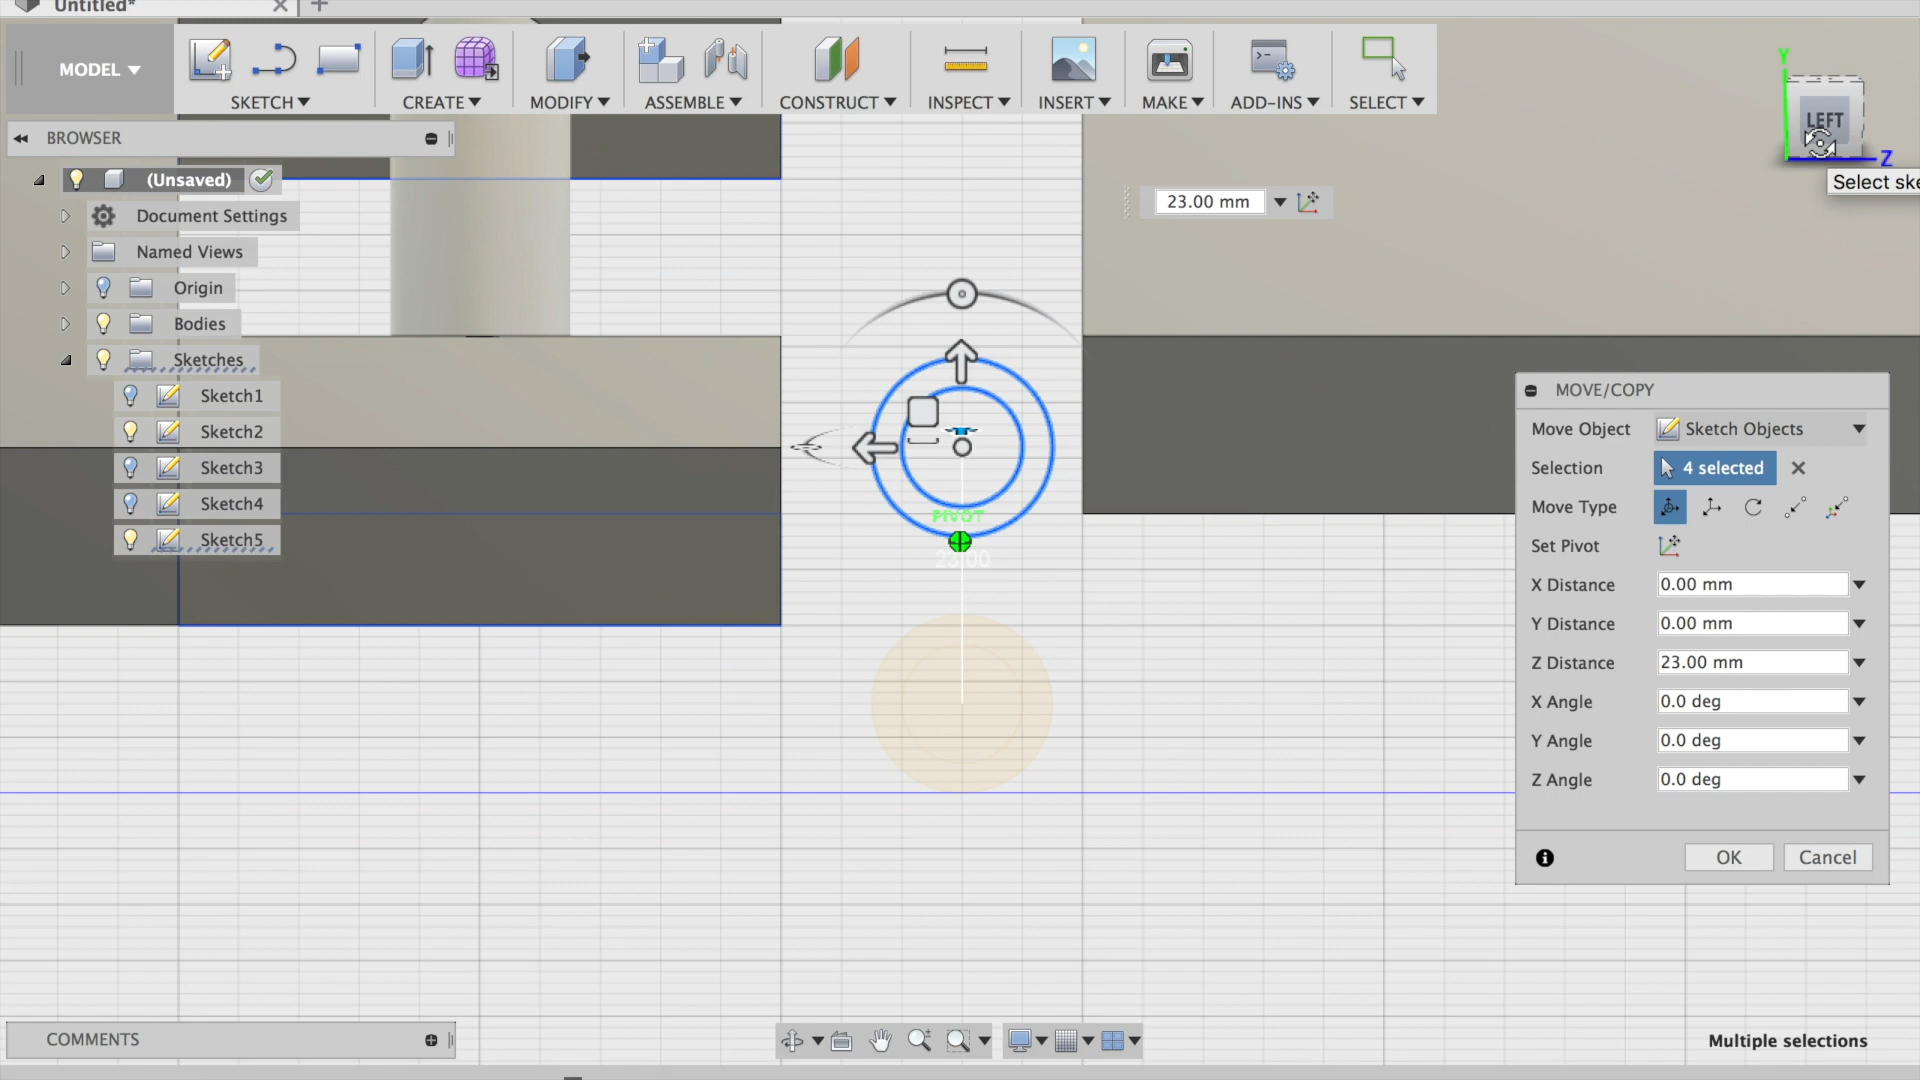 Untitled*
MODEL
SKETCH
CREATE
MODIFY
ASSEMBLE
CONSTRUCT
INSPECT
INSERT
MAKE
ADD-INS
SELECT
BROWSER
(Unsaved)
Document Settings
Named Views
Origin
Bodies
Sketches
Sketch1
Sketch2
Sketch3
Sketch4
Sketch5
23.00 mm
Y
LEFT
Z
Select ske
PIVOT
23.00
MOVE/COPY
Move Object Sketch Objects
Selection 4 selected
Move Type
Set Pivot
X Distance 0.00 mm
Y Distance 0.00 mm
Z Distance 23.00 mm
X Angle 0.0 deg
Y Angle 0.0 deg
Z Angle 0.0 deg
OK Cancel
COMMENTS
Multiple selections